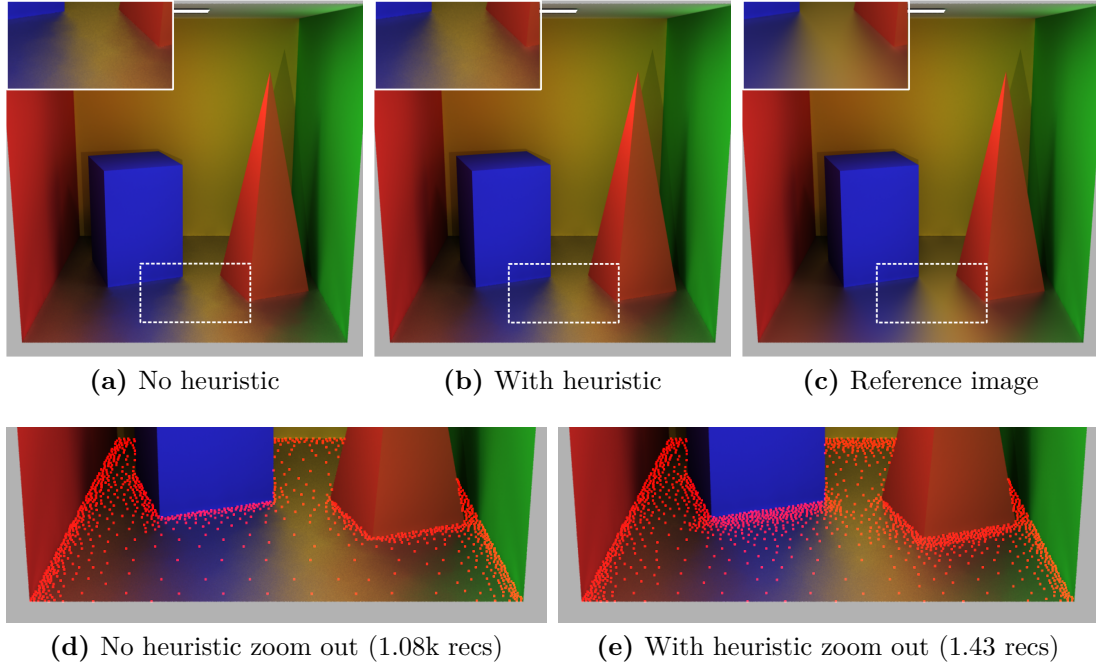 (a) No heuristic
(b) With heuristic
(c) Reference image
(d) No heuristic zoom out (1.08k recs)
(e) With heuristic zoom out (1.43 recs)